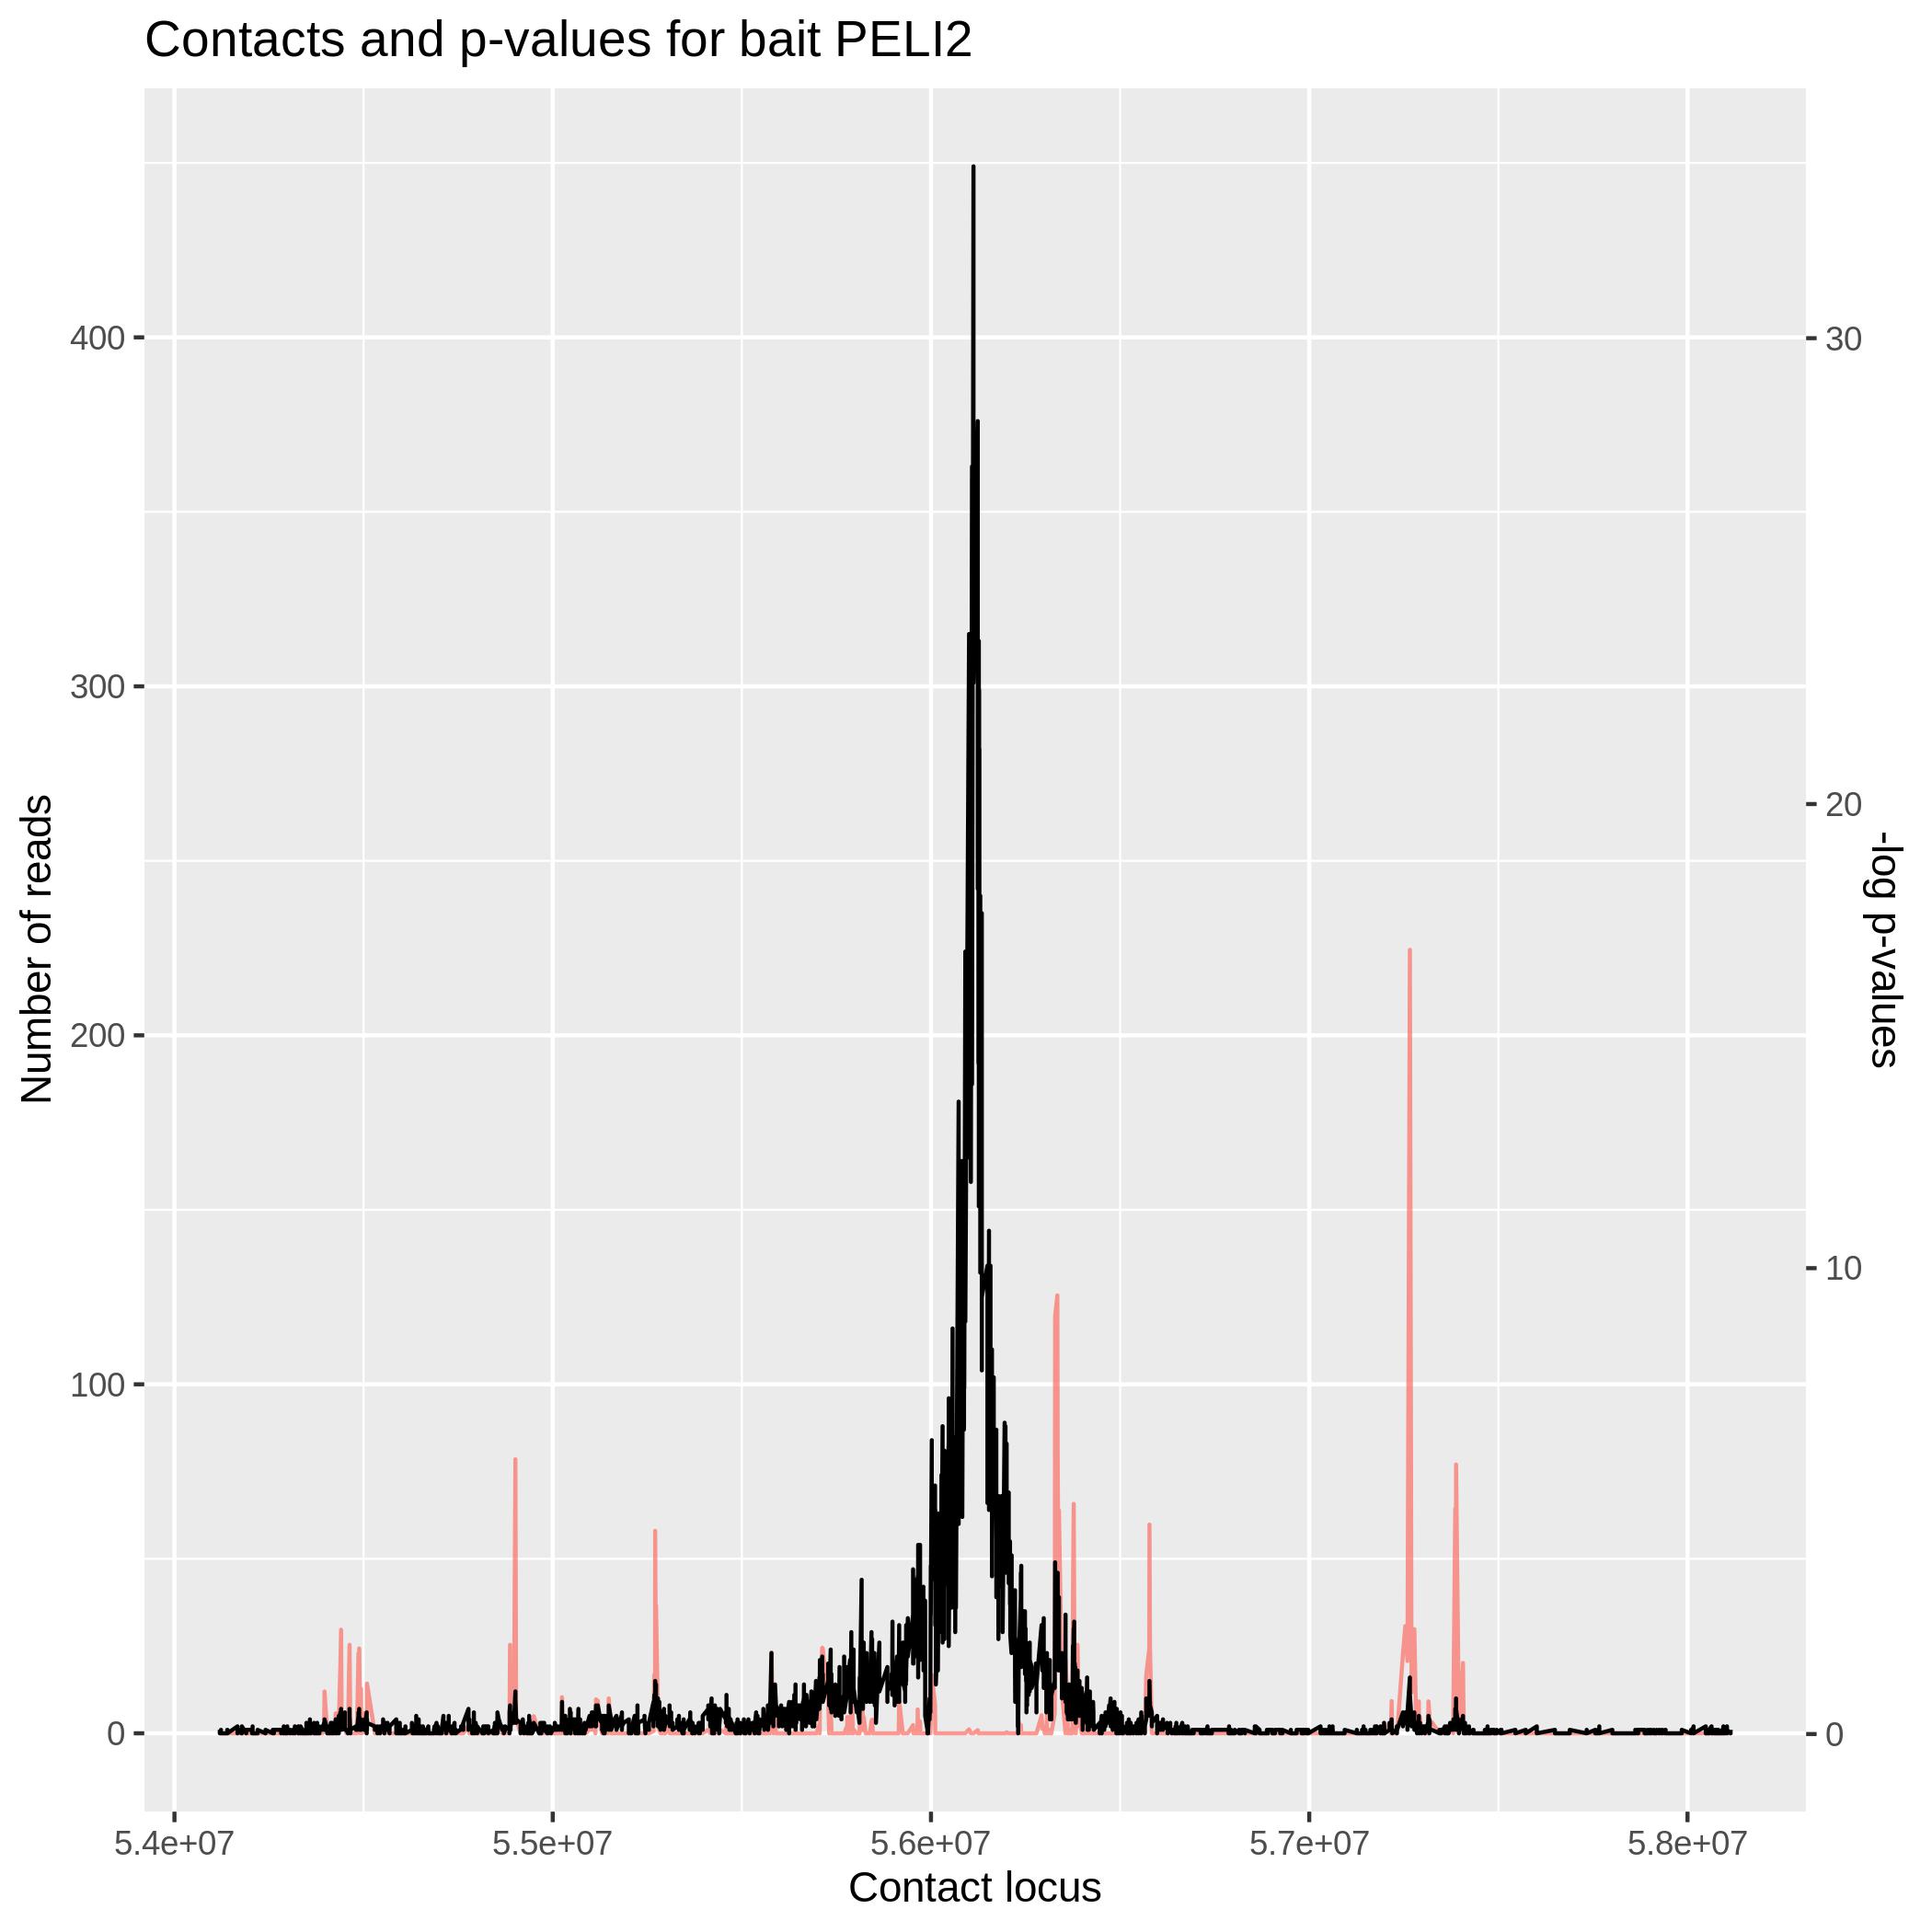 Contacts and p-values for bait PELI2
400
300
200
100
0
Number of reads
30
20
10
0
-log p-values
5.4e+07
5.5e+07
5.6e+07
5.7e+07
5.8e+07
Contact locus